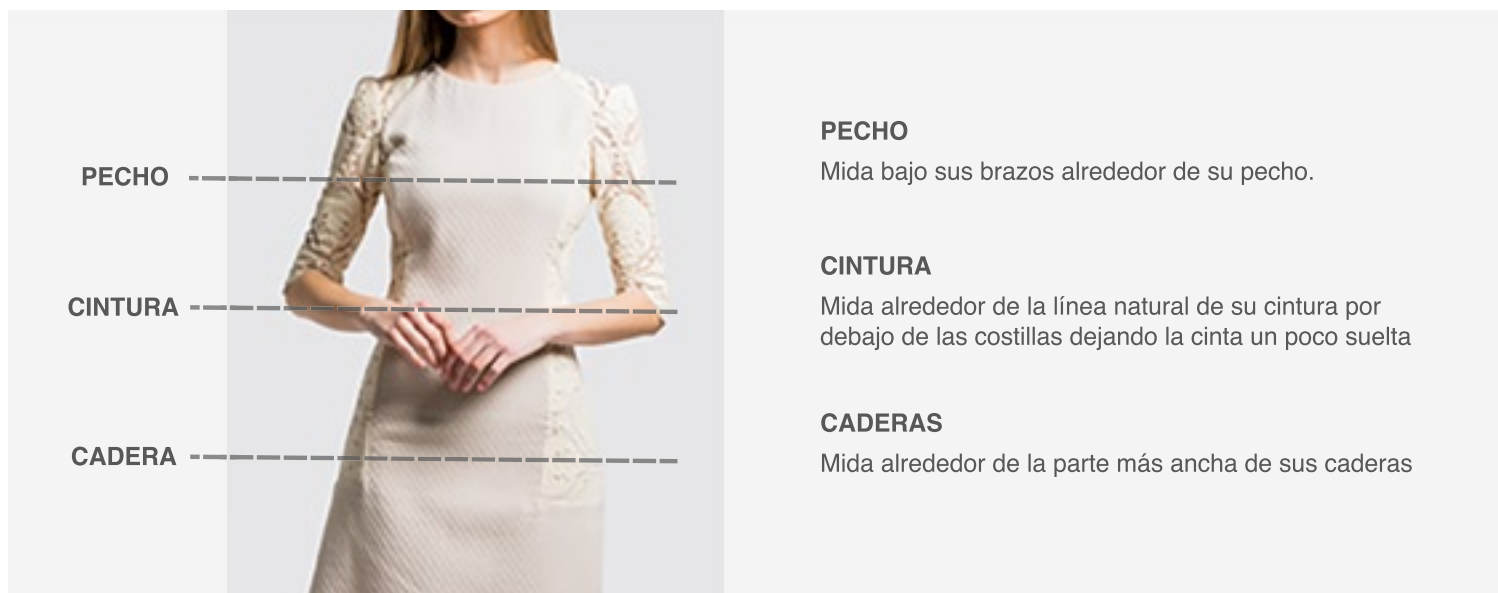 PECHO
CINTURA
CADERA
PECHO
Mida bajo sus brazos alrededor de su pecho.
CINTURA
Mida alrededor de la línea natural de su cintura por
debajo de las costillas dejando la cinta un poco suelta
CADERAS
Mida alrededor de la parte más ancha de sus caderas